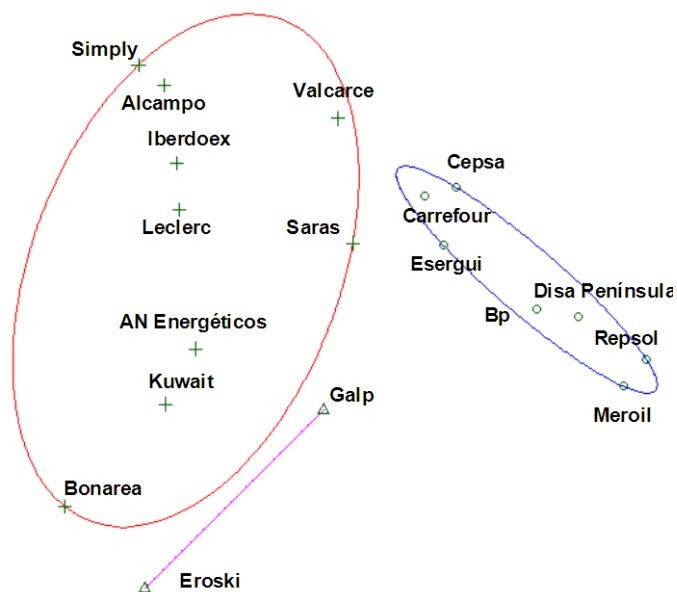 Simply
Alcampo
Valcarce
Iberdoex
Cepsa
Carrefour
Leclerc
Saras
Esergui
Disa Península
Bp
AN Energéticos
Repsol
Kuwait
Galp
Meroil
Bonarea
Eroski